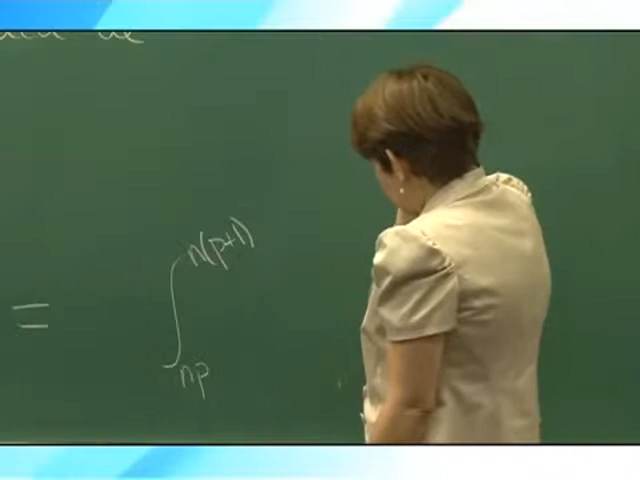 n(p+1)
= ∫
np